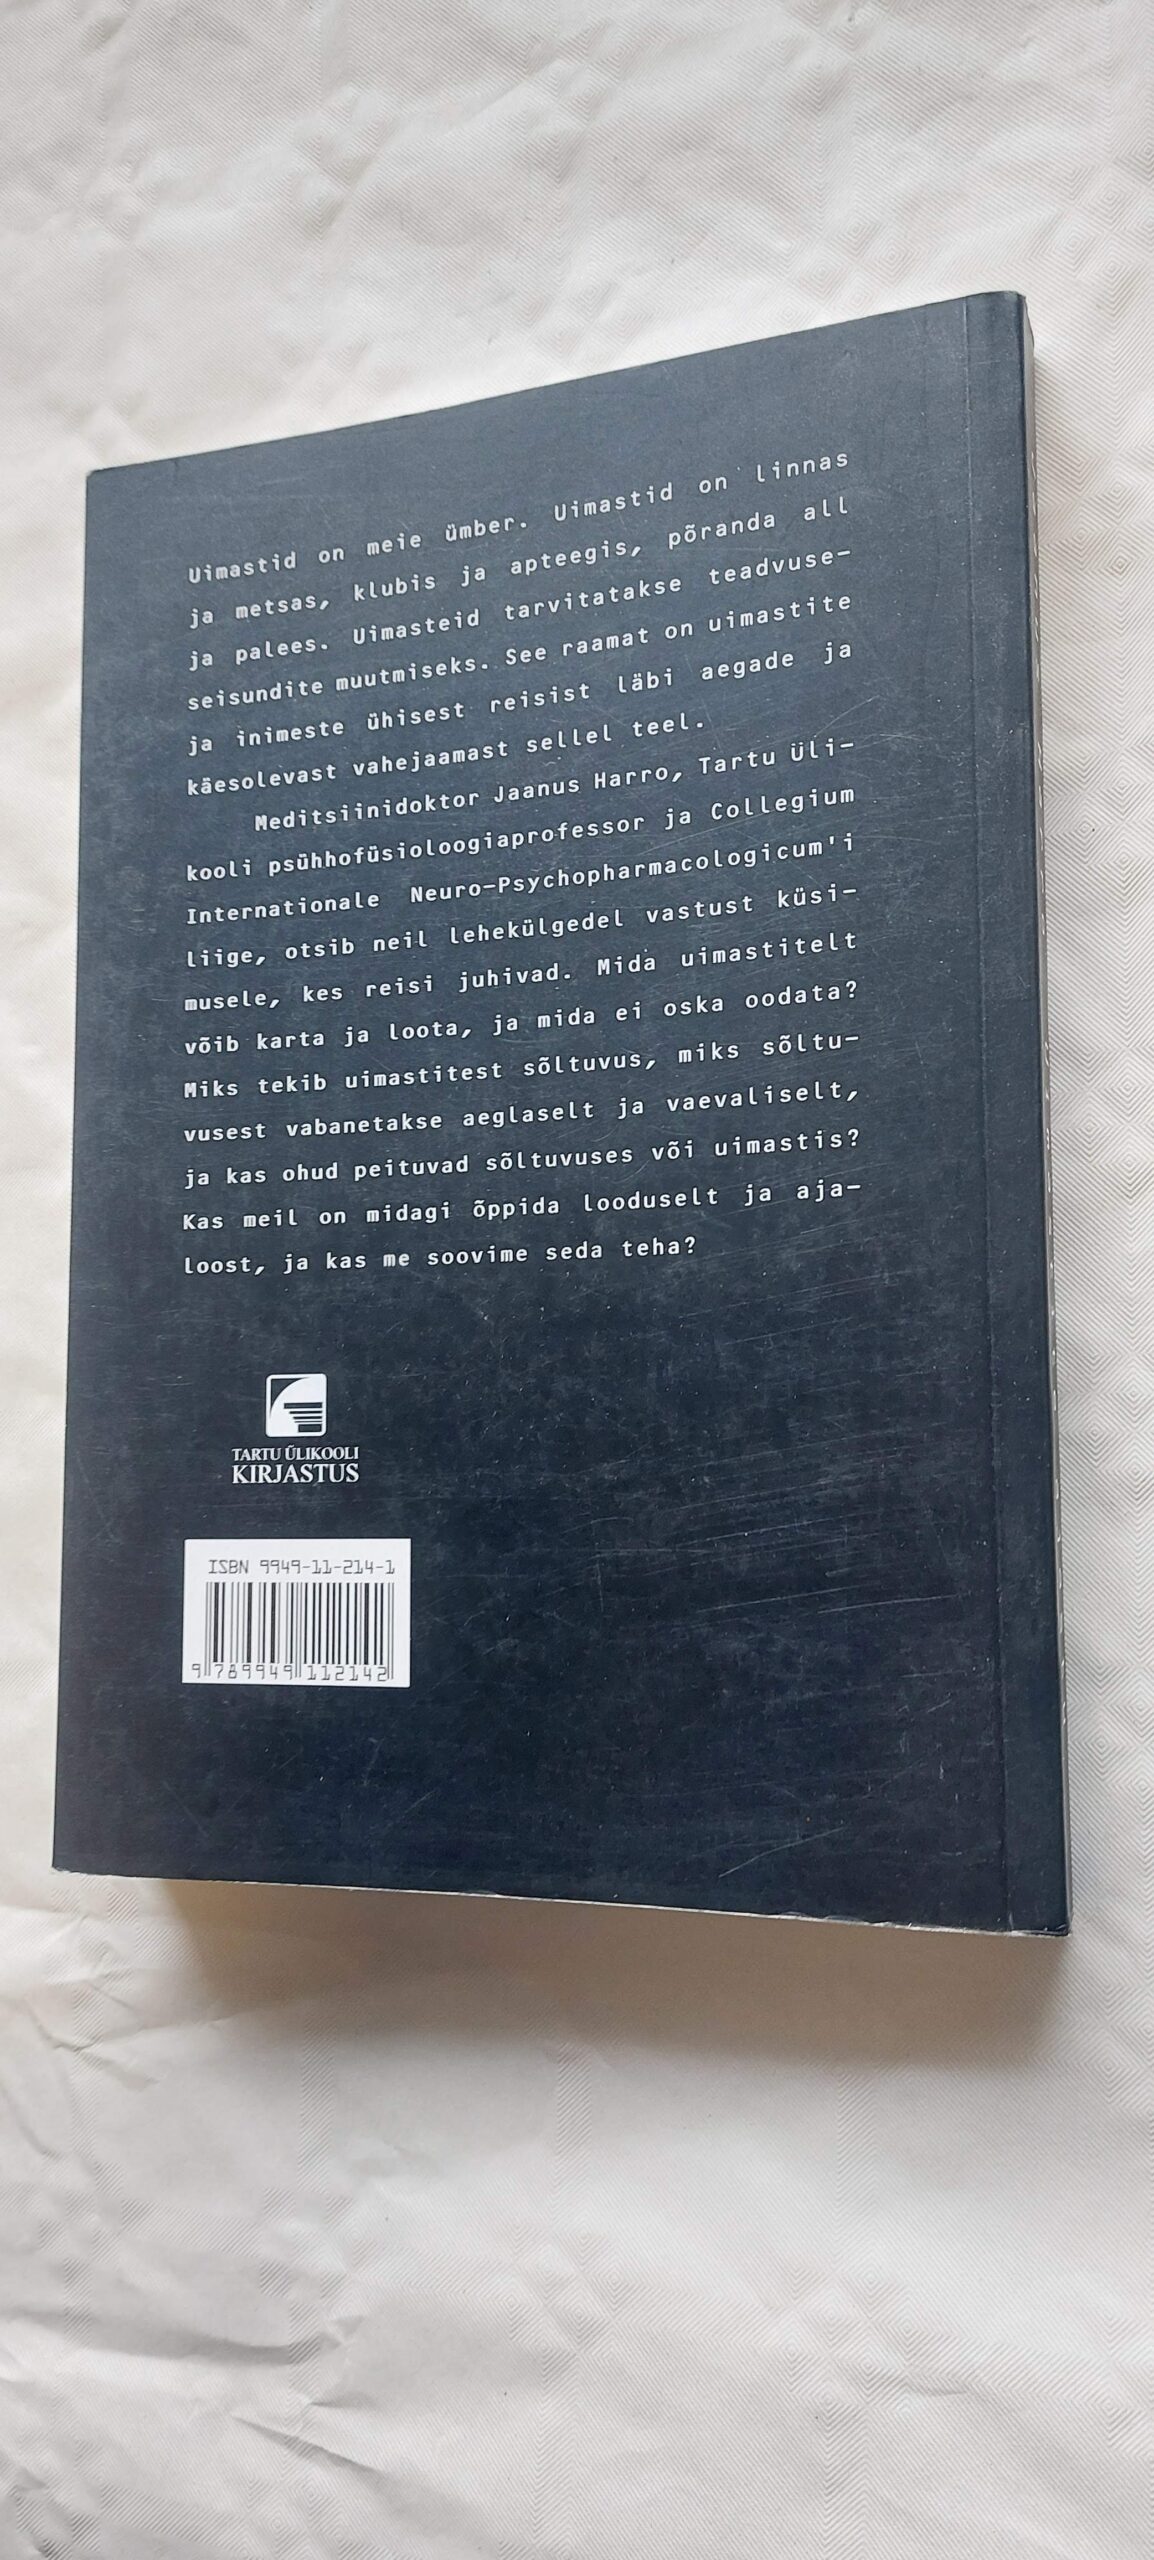 Uimastid on meie ümber. Uimastid on linnas
ja metsas, klubis ja apteegis, põranda all
ja palees. Uimasteid tarvitatakse teadvuse-
seisundite muutmiseks. See raamat on uimastite
ja inimeste ühisest reisist läbi aegade ja
käesolevast vahejaamast sellel teel.
Meditsiinidoktor Jaanus Harro, Tartu Üli-
kooli psühhofüsioloogiaprofessor ja Collegium
Internationale Neuro-Psychopharmacologicum'i
liige, otsib neil lehekülgedel vastust küsi-
musele, kes reisi juhivad. Mida uimastitelt
võib karta ja loota, ja mida ei oska oodata?
Miks tekib uimastitest sõltuvus, miks sõltu-
vusest vabanetakse aeglaselt ja vaevaliselt,
ja kas ohud peituvad sõltuvuses või uimastis?
Kas meil on midagi õppida looduselt ja aja-
loost, ja kas me soovime seda teha?
TARTU ÜLIKOOLI
KIRJASTUS
ISBN 9949-11-214-1
9 789949 112142